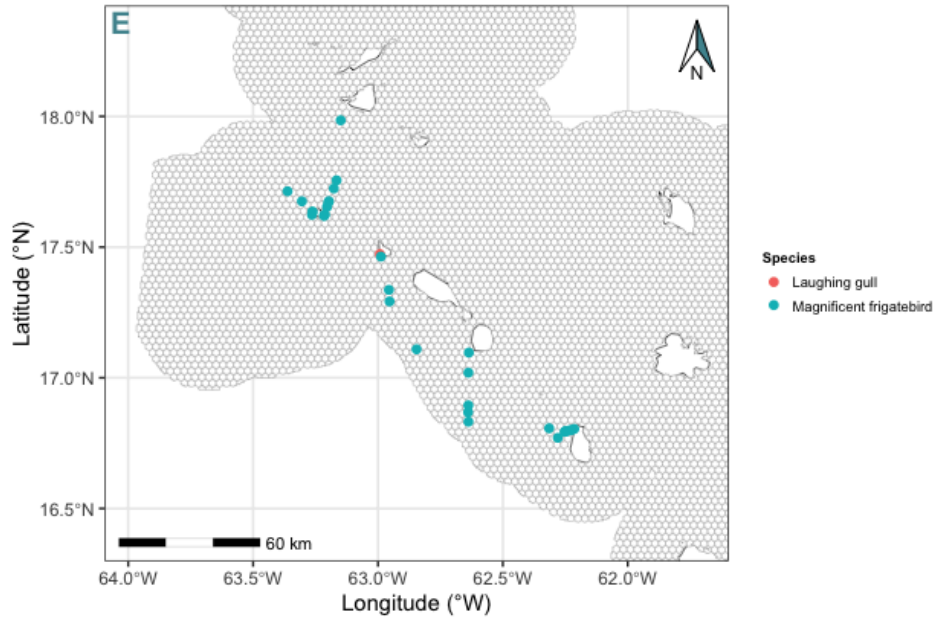 E
N
18.0°N
17.5°N
17.0°N
16.5°N
Latitude (°N)
60 km
64.0°W 63.5°W 63.0°W 62.5°W 62.0°W
Longitude (°W)
Species
Laughing gull
Magnificent frigatebird